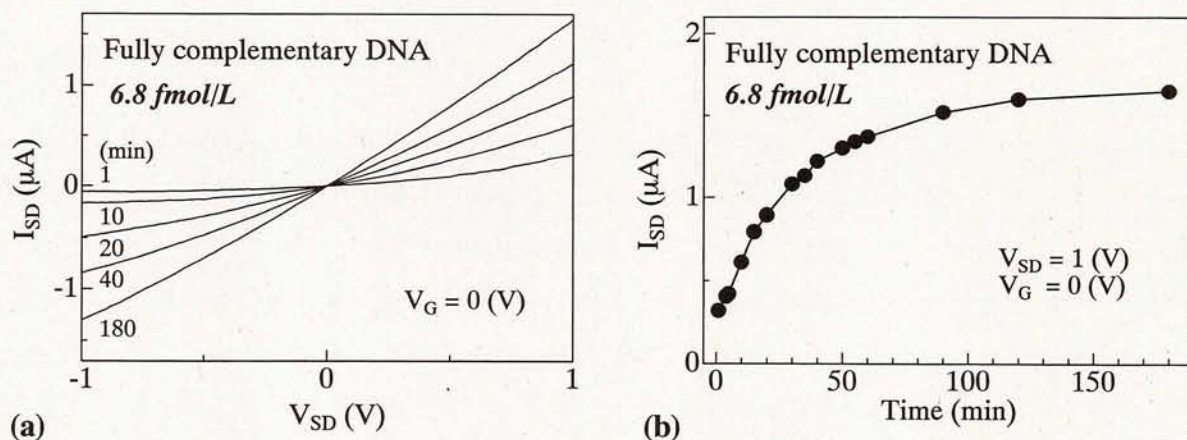 Fully complementary DNA
6.8 fmol/L
(min)
1
10
20
40
180
V_G = 0 (V)
1
0
-1
I_SD (μA)
-1
0
1
V_SD (V)
(a)
Fully complementary DNA
6.8 fmol/L
V_SD = 1 (V)
V_G = 0 (V)
2
1
0
I_SD (μA)
0
50
100
150
Time (min)
(b)